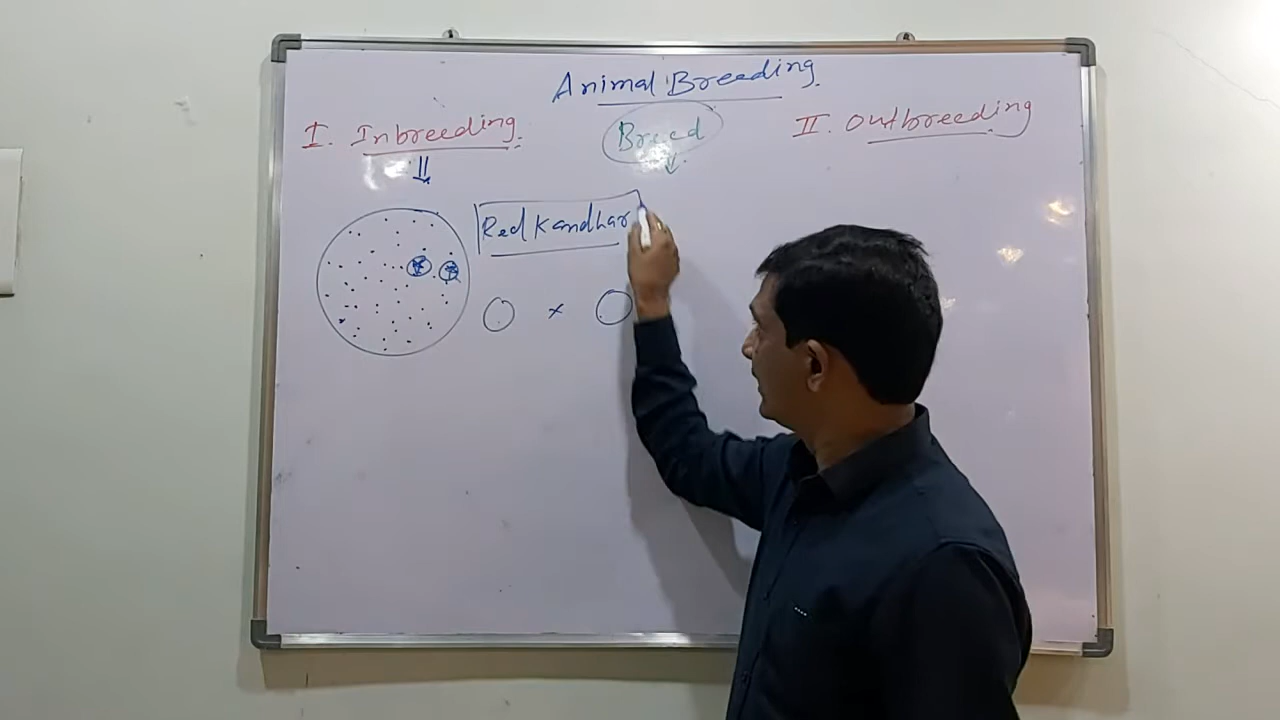 Animal Breeding.
I. Inbreeding.
Breed
II. Outbreeding
Red Kandhar
×